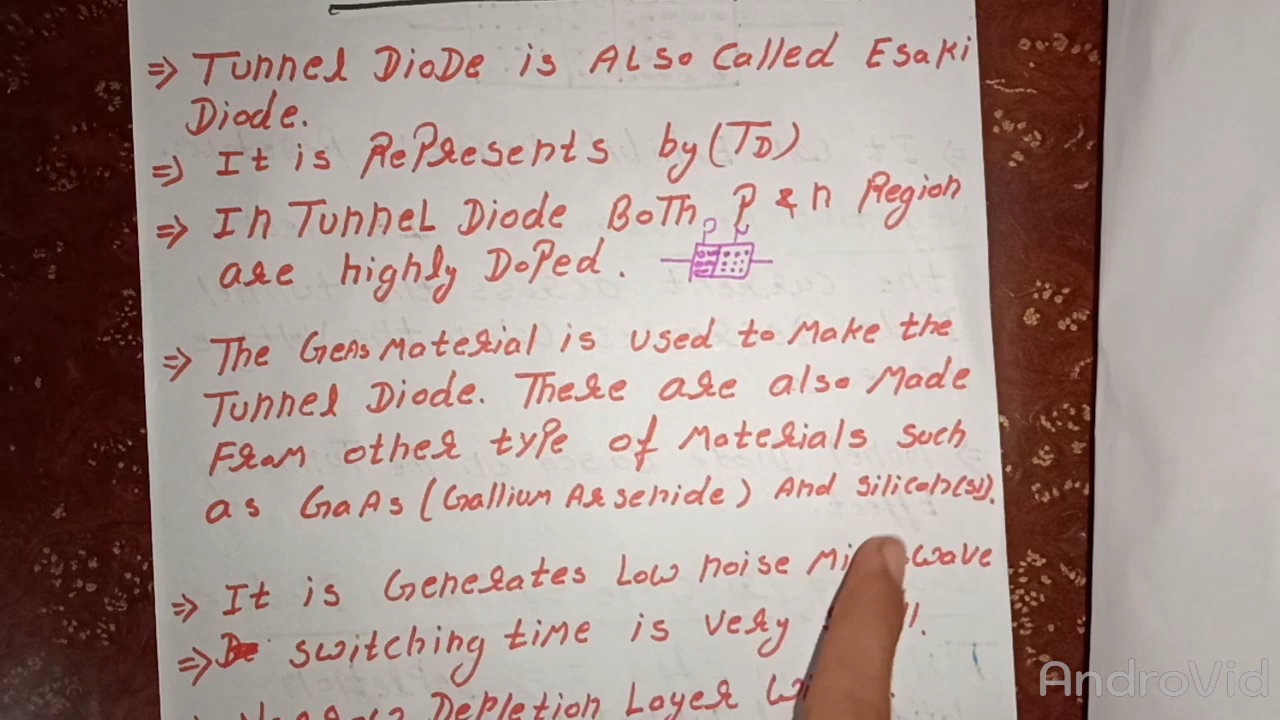 ⇒ Tunnel Diode is Also Called Esaki
Diode.
⇒ It is Represents by (TD)
⇒ In Tunnel Diode Both P & n Region
are highly Doped.
P
⇒ The GeAs Material is used to Make the
Tunnel Diode. There are also Made
From other type of Materials such
as GaAs (Gallium Arsenide) And Silicon(Si).
⇒ It is Generates Low noise
⇒ switching time is very
Depletion Layer
AndroVid